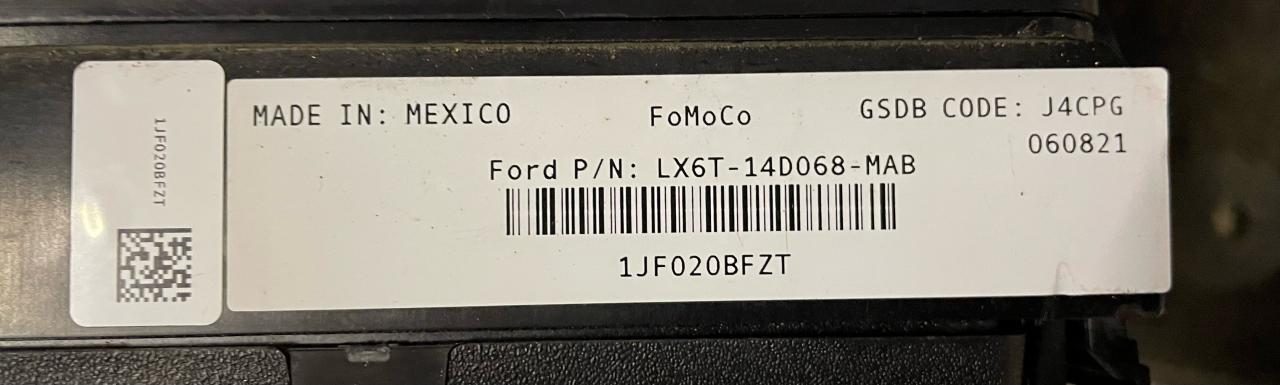 1JF020BFZT
MADE IN: MEXICO
FoMoCo
GSDB CODE: J4CPG
060821
Ford P/N: LX6T-14D068-MAB
1JF020BFZT